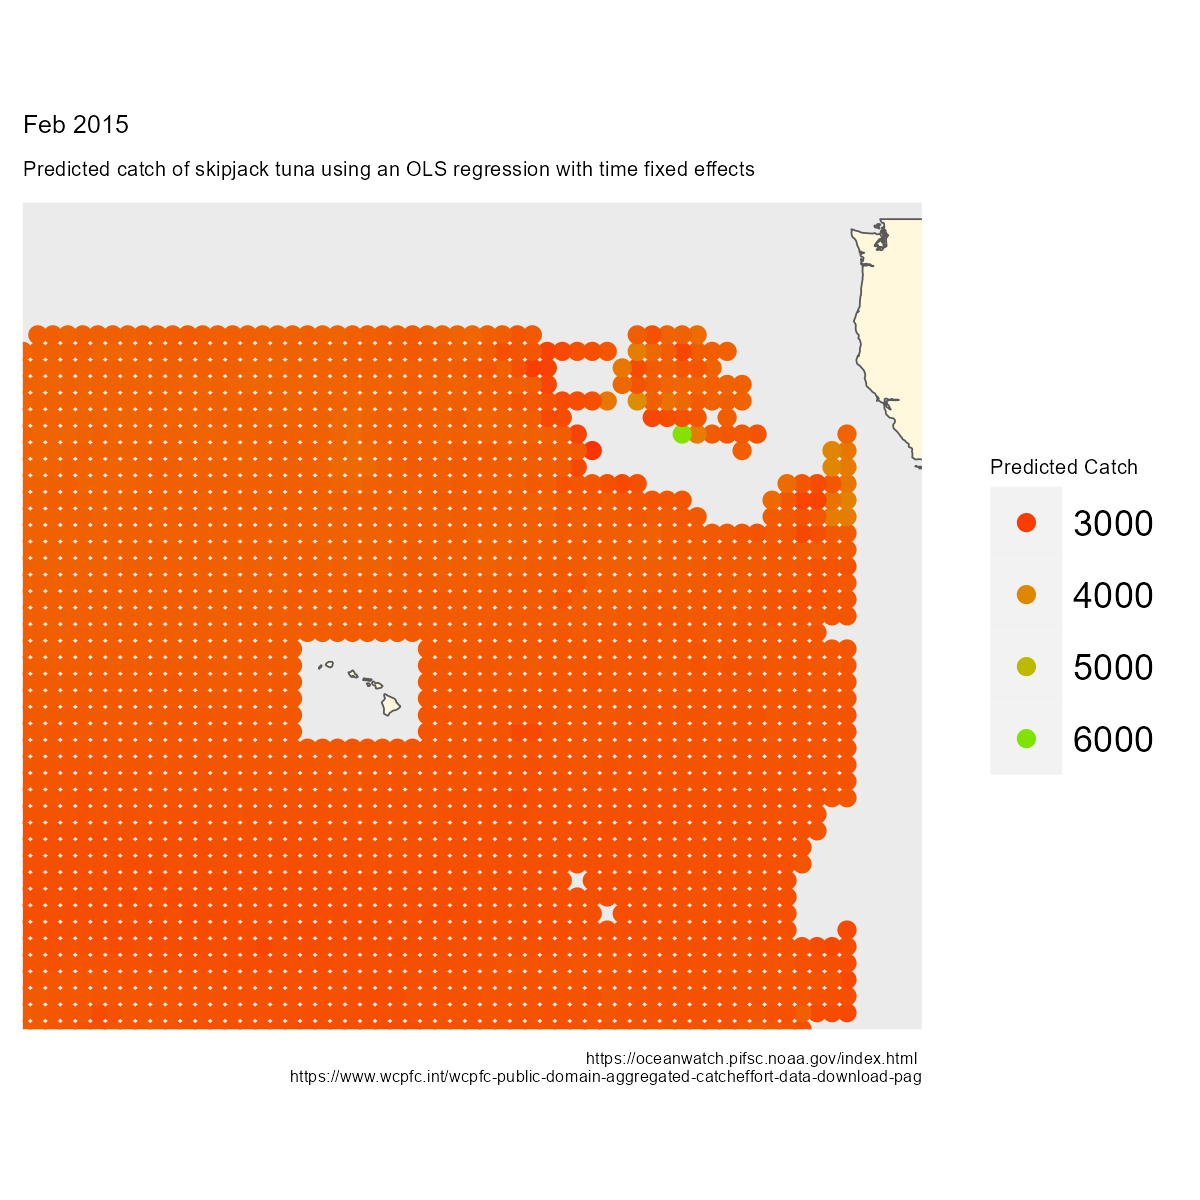 Feb 2015
Predicted catch of skipjack tuna using an OLS regression with time fixed effects
Predicted Catch
3000
4000
5000
6000
https://oceanwatch.pifsc.noaa.gov/index.html
https://www.wcpfc.int/wcpfc-public-domain-aggregated-catcheffort-data-download-pag